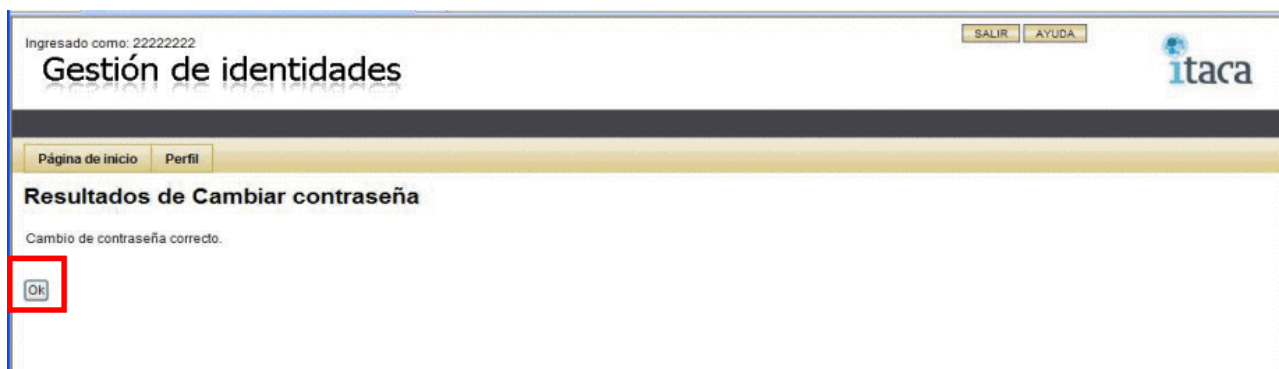 Ingresado como: 22222222
SALIR AYUDA
Gestión de identidades
itaca
Página de inicio Perfil
Resultados de Cambiar contraseña
Cambio de contraseña correcto.
Ok